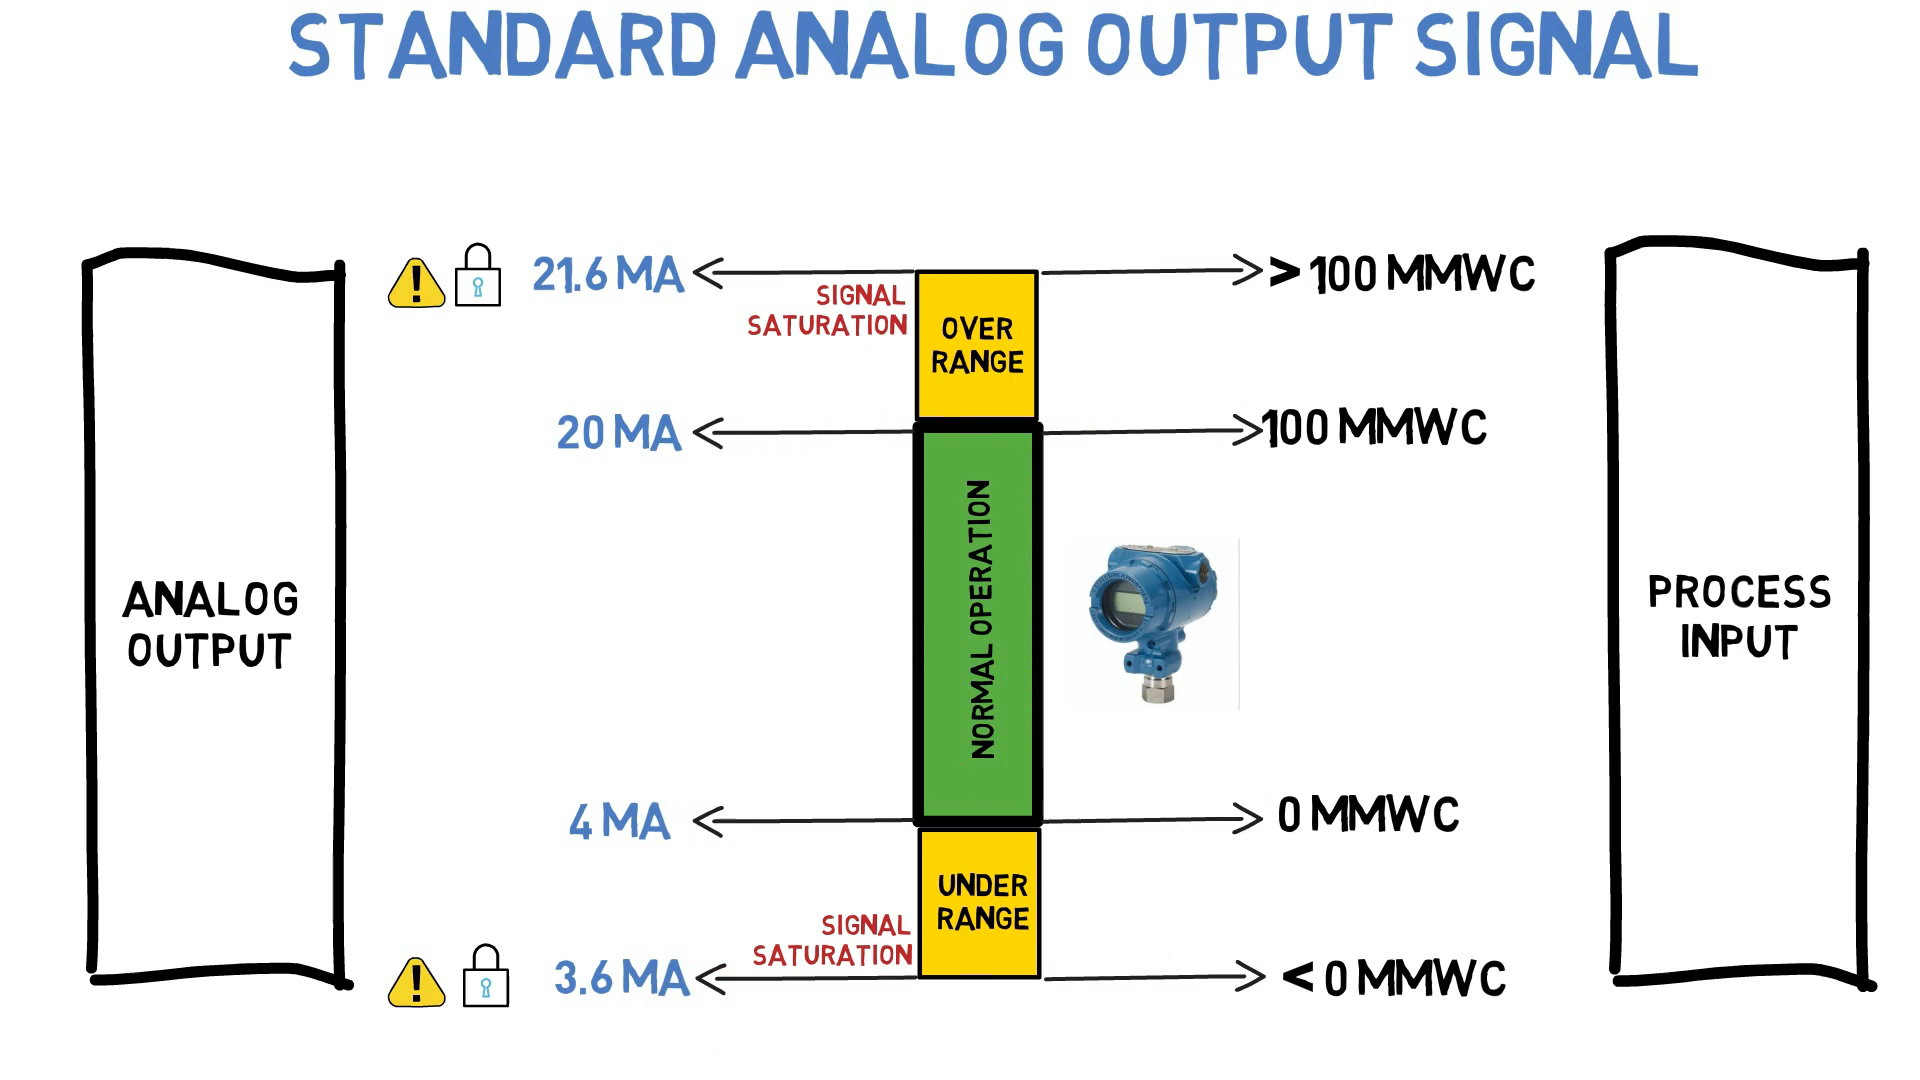 STANDARD ANALOG OUTPUT SIGNAL
21.6 MA
> 100 MMWC
SIGNAL
SATURATION
OVER
RANGE
20 MA
100 MMWC
NORMAL OPERATION
ANALOG
OUTPUT
PROCESS
INPUT
4 MA
0 MMWC
UNDER
RANGE
SIGNAL
SATURATION
3.6 MA
< 0 MMWC